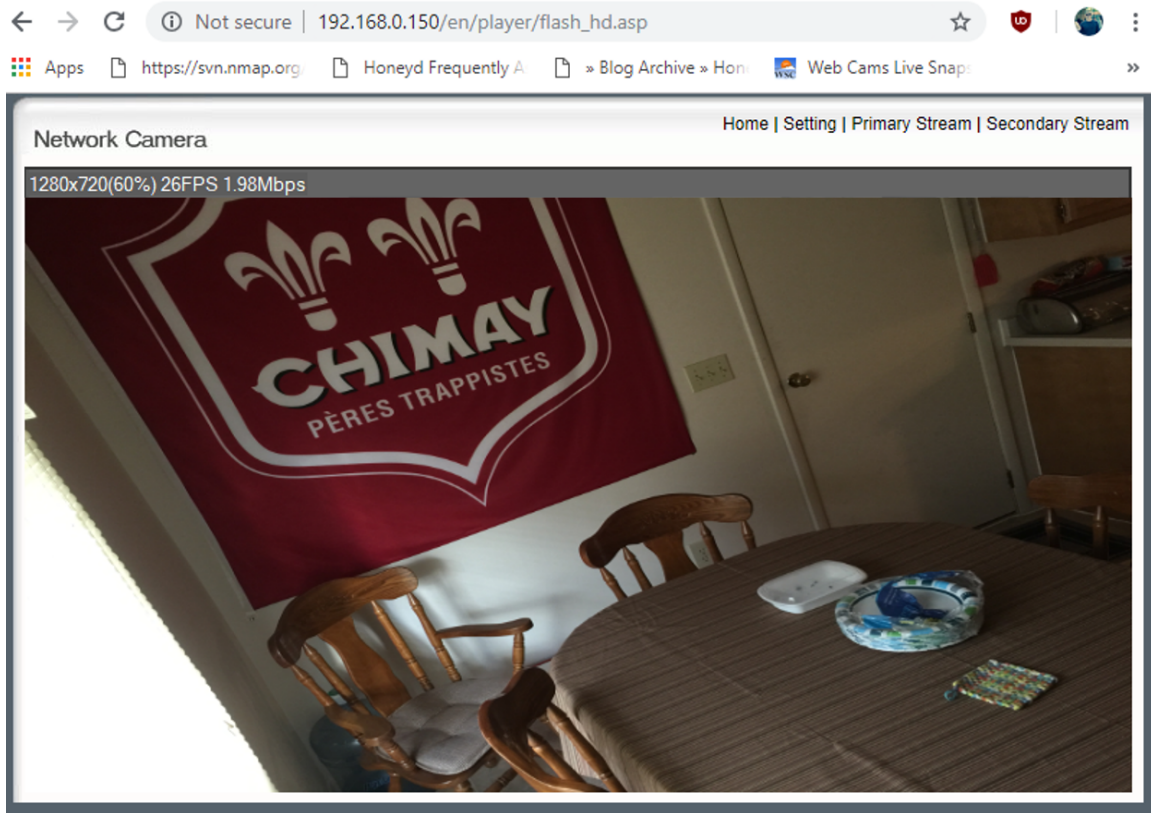 Not secure | 192.168.0.150/en/player/flash_hd.asp
Apps https://svn.nmap.org/ Honeyd Frequently A » Blog Archive » Hon WSC Web Cams Live Snap »
Home | Setting | Primary Stream | Secondary Stream
Network Camera
1280x720(60%) 26FPS 1.98Mbps
CHIMAY
PÈRES TRAPPISTES